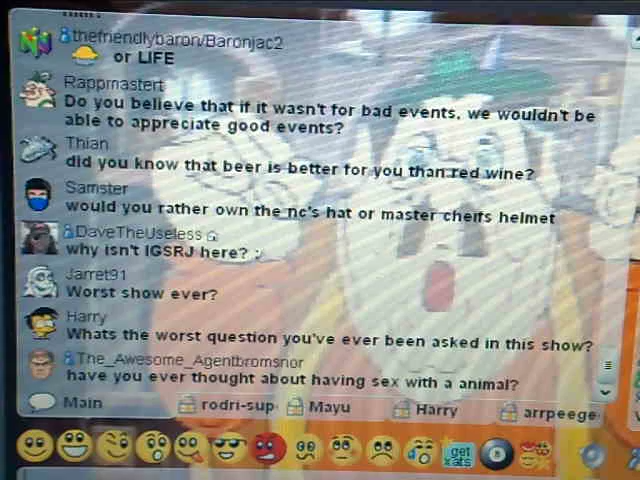 thefriendlybaron/Baronjac2
or LIFE
Rappmastert
Do you believe that if it wasn't for bad events, we wouldn't be
able to appreciate good events?
Thian
did you know that beer is better for you than red wine?
Samster
would you rather own the nc's hat or master cheifs helmet
DaveTheUseless
why isn't IGSRJ here? :
Jarret91
Worst show ever?
Harry
Whats the worst question you've ever been asked in this show?
The_Awesome_Agentbromsnor
have you ever thought about having sex with a animal?
Main rodri-sup Mayu Harry arrpeege
get
xats
8